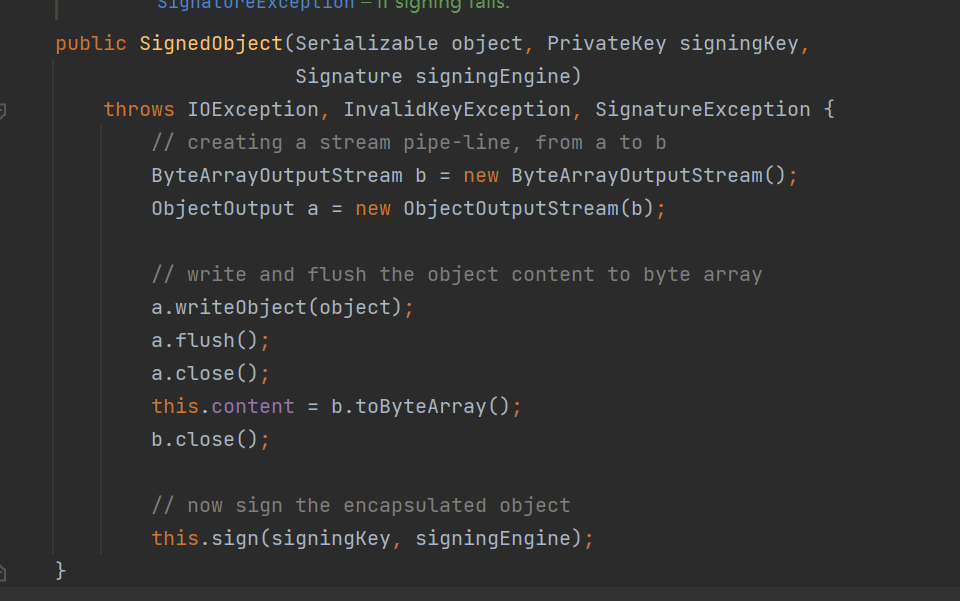 SignatureException – if signing fails.
public SignedObject(Serializable object, PrivateKey signingKey,
                    Signature signingEngine)
    throws IOException, InvalidKeyException, SignatureException {
        // creating a stream pipe-line, from a to b
        ByteArrayOutputStream b = new ByteArrayOutputStream();
        ObjectOutput a = new ObjectOutputStream(b);

        // write and flush the object content to byte array
        a.writeObject(object);
        a.flush();
        a.close();
        this.content = b.toByteArray();
        b.close();

        // now sign the encapsulated object
        this.sign(signingKey, signingEngine);
}